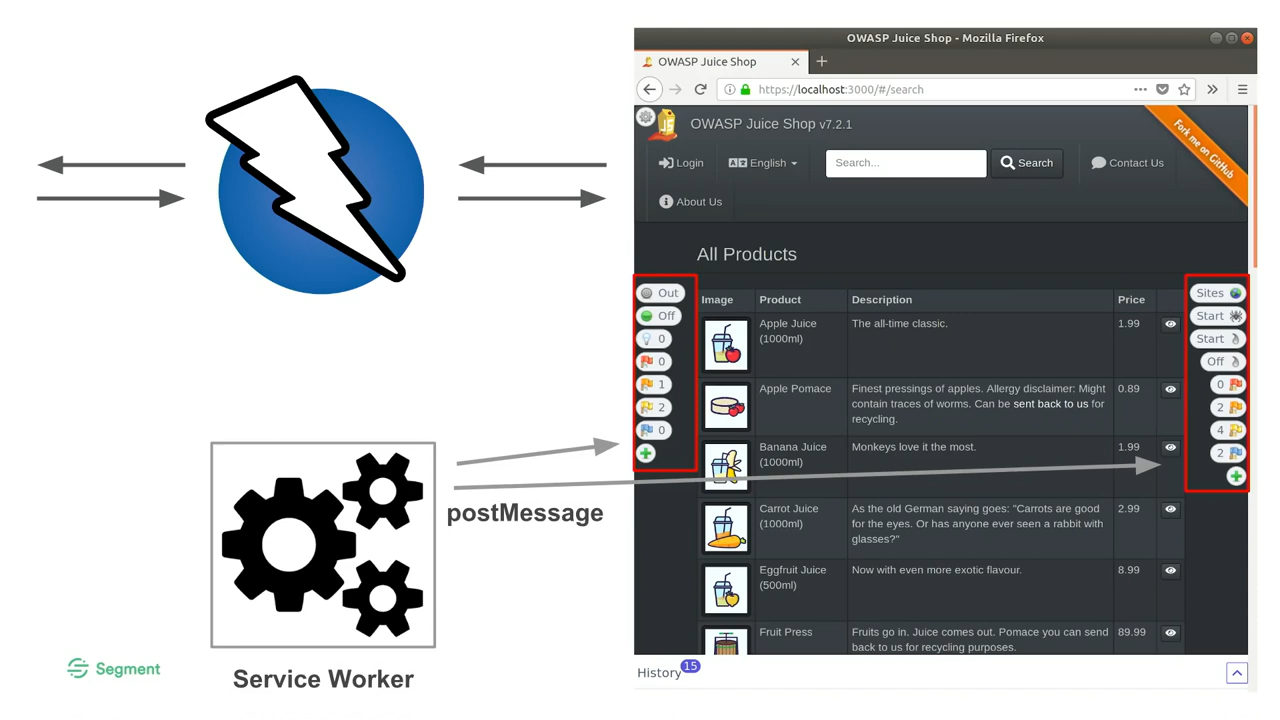 OWASP Juice Shop - Mozilla Firefox
OWASP Juice Shop
https://localhost:3000/#/search
OWASP Juice Shop v7.2.1
Fork me on GitHub
Login
English
Search...
Search
Contact Us
About Us
All Products
Image Product Description Price
Out
Off
0
0
1
2
0
Sites
Start
Start
Off
0
2
4
2
Apple Juice (1000ml)
The all-time classic.
1.99
Apple Pomace
Finest pressings of apples. Allergy disclaimer: Might
contain traces of worms. Can be sent back to us for
recycling.
0.89
Banana Juice
(1000ml)
Monkeys love it the most.
1.99
Carrot Juice
(1000ml)
As the old German saying goes: "Carrots are good
for the eyes. Or has anyone ever seen a rabbit with
glasses?"
2.99
Eggfruit Juice
(500ml)
Now with even more exotic flavour.
8.99
Fruit Press
Fruits go in. Juice comes out. Pomace you can send
back to us for recycling purposes.
89.99
History 15
postMessage
Service Worker
Segment